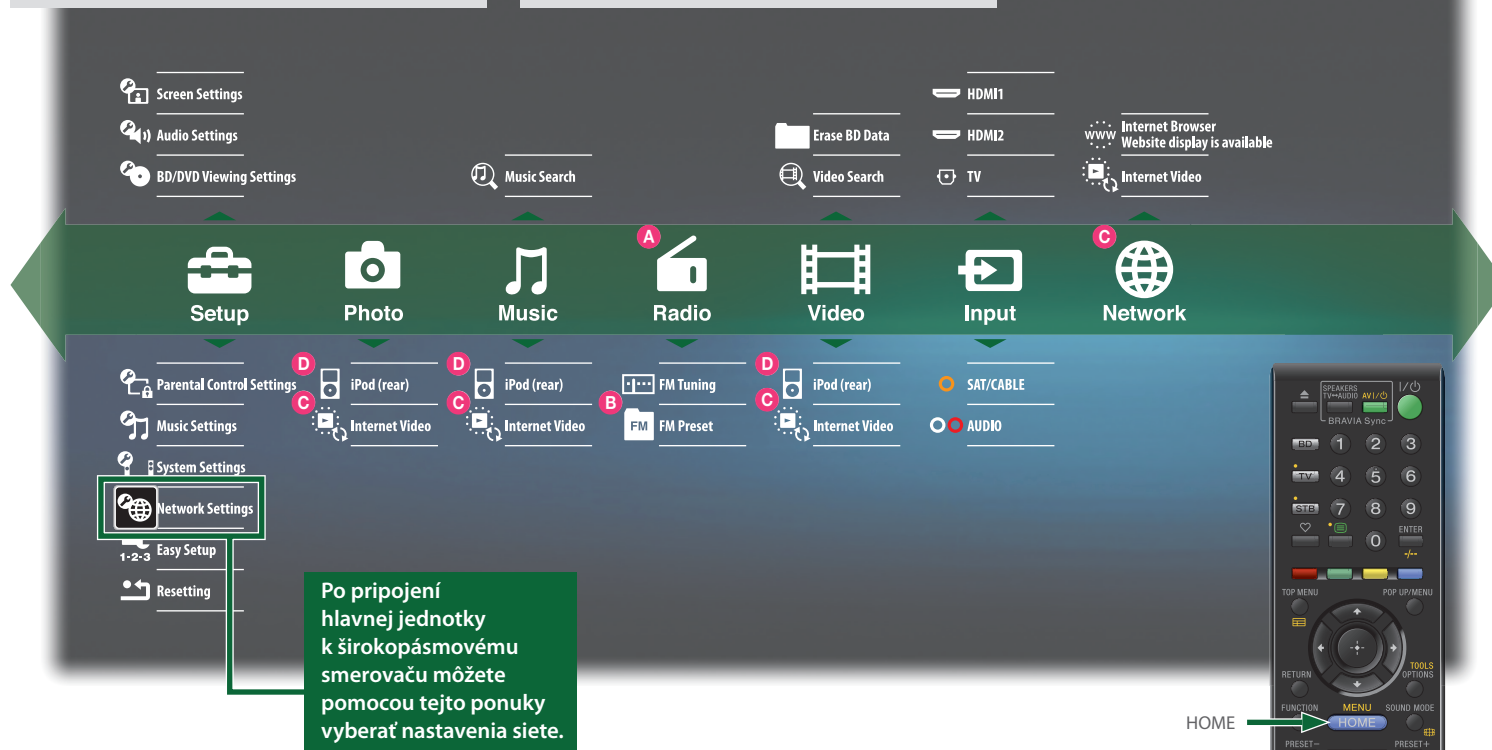 Screen Settings
Audio Settings
BD/DVD Viewing Settings
Music Search
Erase BD Data
Video Search
HDMI1
HDMI2
TV
www Internet Browser
Website display is available
Internet Video
A
C
Setup Photo Music Radio Video Input Network
Parental Control Settings
Music Settings
System Settings
Network Settings
1-2-3 Easy Setup
Resetting
D iPod (rear)
C Internet Video
D iPod (rear)
C Internet Video
FM Tuning
B FM FM Preset
D iPod (rear)
C Internet Video
SAT/CABLE
AUDIO
Po pripojení
hlavnej jednotky
k širokopásmovému
smerovaču môžete
pomocou tejto ponuky
vyberať nastavenia siete.
HOME
SPEAKERS
TV↔AUDIO AV I/⏻ I/⏻
BRAVIA Sync
BD 1 2 3
TV 4 5 6
STB 7 8 9
0 ENTER
-/--
TOP MENU POP UP/MENU
TOOLS
RETURN OPTIONS
FUNCTION MENU SOUND MODE
HOME
PRESET– PRESET+